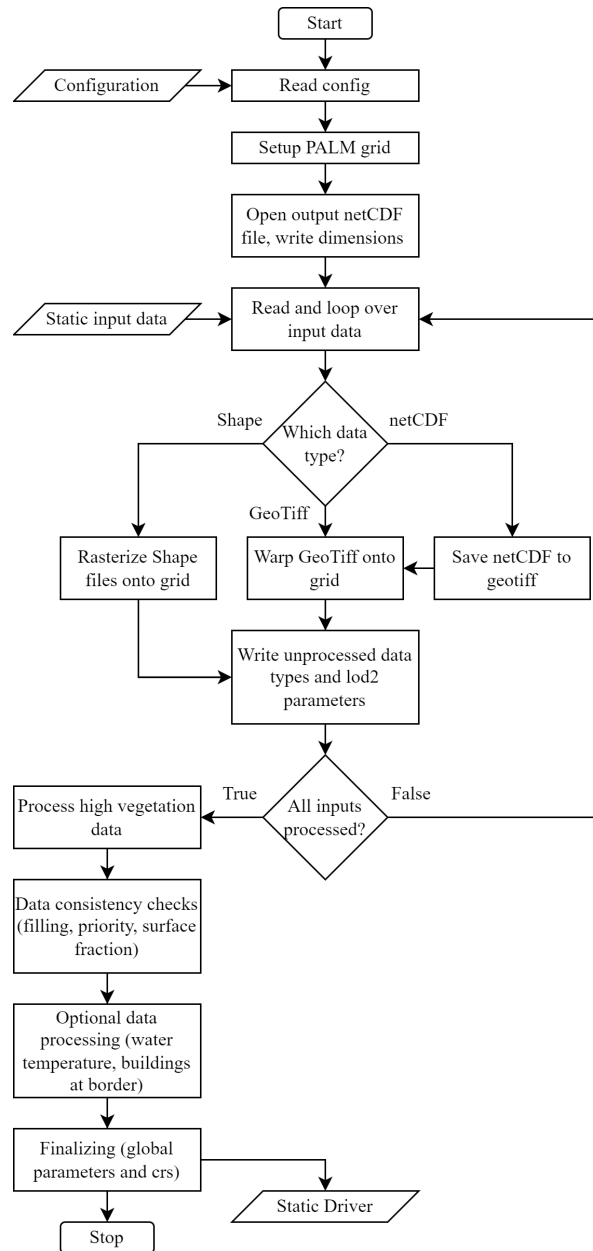 Start
Configuration
Read config
Setup PALM grid
Open output netCDF
file, write dimensions
Static input data
Read and loop over
input data
Shape
netCDF
Which data
type?
GeoTiff
Rasterize Shape
files onto grid
Warp GeoTiff onto
grid
Save netCDF to
geotiff
Write unprocessed data
types and lod2
parameters
True
False
All inputs
processed?
Process high vegetation
data
Data consistency checks
(filling, priority, surface
fraction)
Optional data
processing (water
temperature, buildings
at border)
Finalizing (global
parameters and crs)
Static Driver
Stop